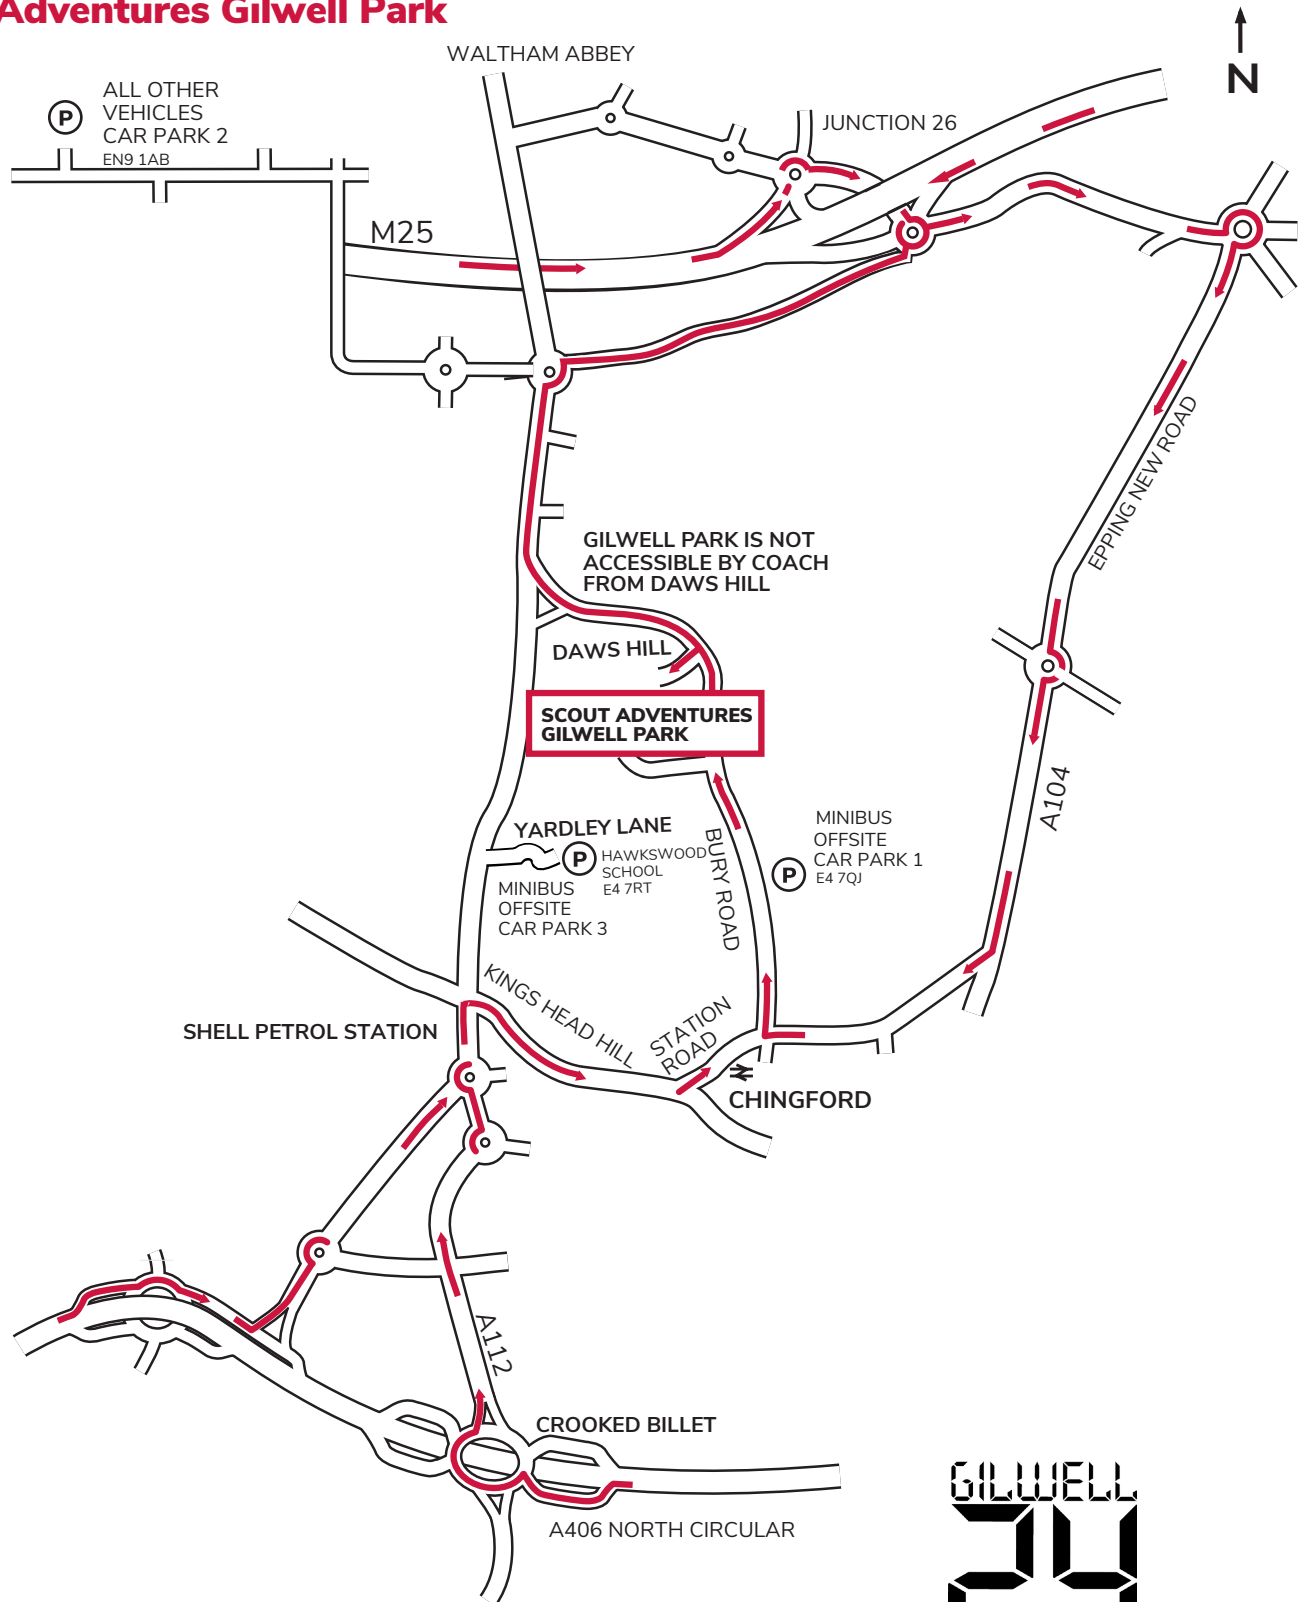 Adventures Gilwell Park
N
WALTHAM ABBEY
P
ALL OTHER
VEHICLES
CAR PARK 2
EN9 1AB
JUNCTION 26
M25
EPPING NEW ROAD
GILWELL PARK IS NOT
ACCESSIBLE BY COACH
FROM DAWS HILL
DAWS HILL
SCOUT ADVENTURES
GILWELL PARK
A104
YARDLEY LANE
P
HAWKSWOOD
SCHOOL
E4 7RT
MINIBUS
OFFSITE
CAR PARK 3
BURY ROAD
P
MINIBUS
OFFSITE
CAR PARK 1
E4 7QJ
KINGS HEAD HILL
STATION
ROAD
SHELL PETROL STATION
CHINGFORD
A112
CROOKED BILLET
A406 NORTH CIRCULAR
GILWELL
24